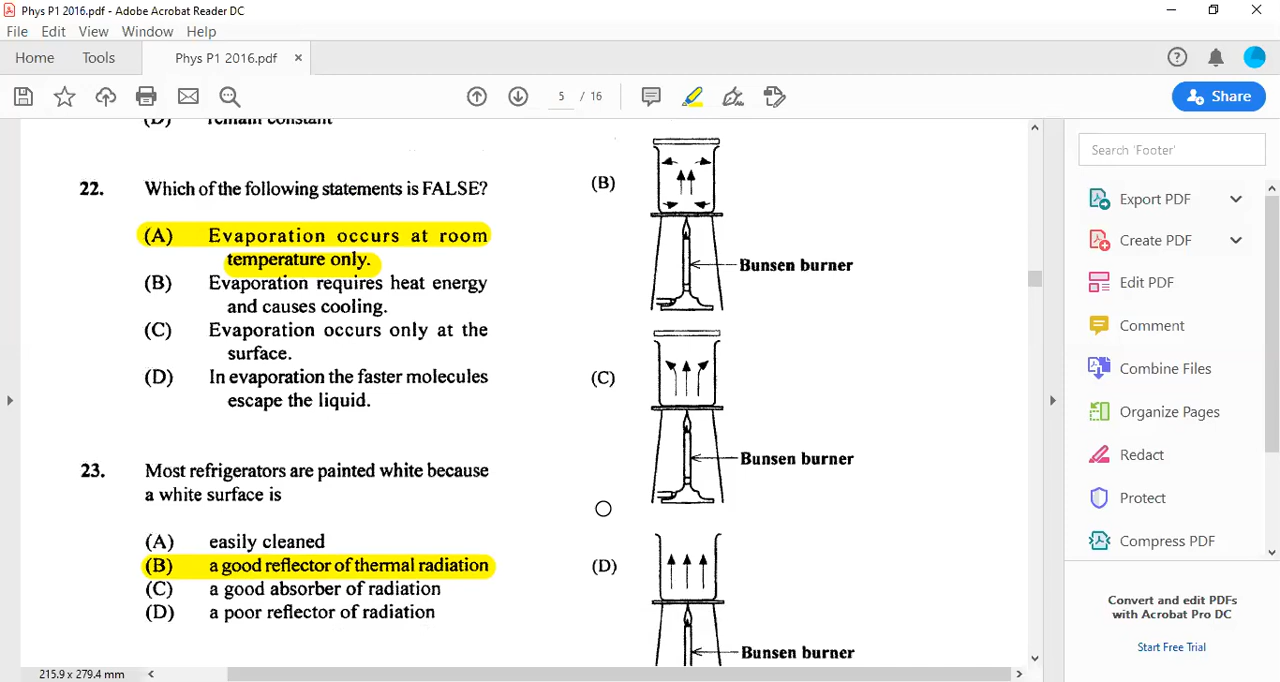 Phys P1 2016.pdf - Adobe Acrobat Reader DC
File Edit View Window Help
Home Tools Phys P1 2016.pdf ×
Share
5 / 16
(D) remain constant
22. Which of the following statements is FALSE?
(A) Evaporation occurs at room
temperature only.
(B) Evaporation requires heat energy
and causes cooling.
(C) Evaporation occurs only at the
surface.
(D) In evaporation the faster molecules
escape the liquid.
23. Most refrigerators are painted white because
a white surface is
(A) easily cleaned
(B) a good reflector of thermal radiation
(C) a good absorber of radiation
(D) a poor reflector of radiation
(B)
Bunsen burner
(C)
Bunsen burner
(D)
Bunsen burner
Search 'Footer'
Export PDF
Create PDF
Edit PDF
Comment
Combine Files
Organize Pages
Redact
Protect
Compress PDF
Convert and edit PDFs
with Acrobat Pro DC
Start Free Trial
215.9 x 279.4 mm